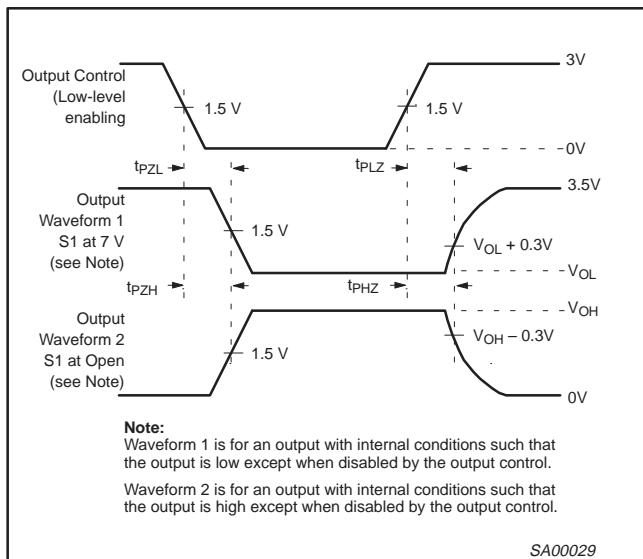 Output Control
(Low-level
enabling
1.5 V
1.5 V
3V
0V
tPZL
tPLZ
Output
Waveform 1
S1 at 7 V
(see Note)
1.5 V
3.5V
VOL + 0.3V
VOL
tPZH
tPHZ
Output
Waveform 2
S1 at Open
(see Note)
1.5 V
VOH
VOH – 0.3V
0V
Note:
Waveform 1 is for an output with internal conditions such that
the output is low except when disabled by the output control.
Waveform 2 is for an output with internal conditions such that
the output is high except when disabled by the output control.
SA00029